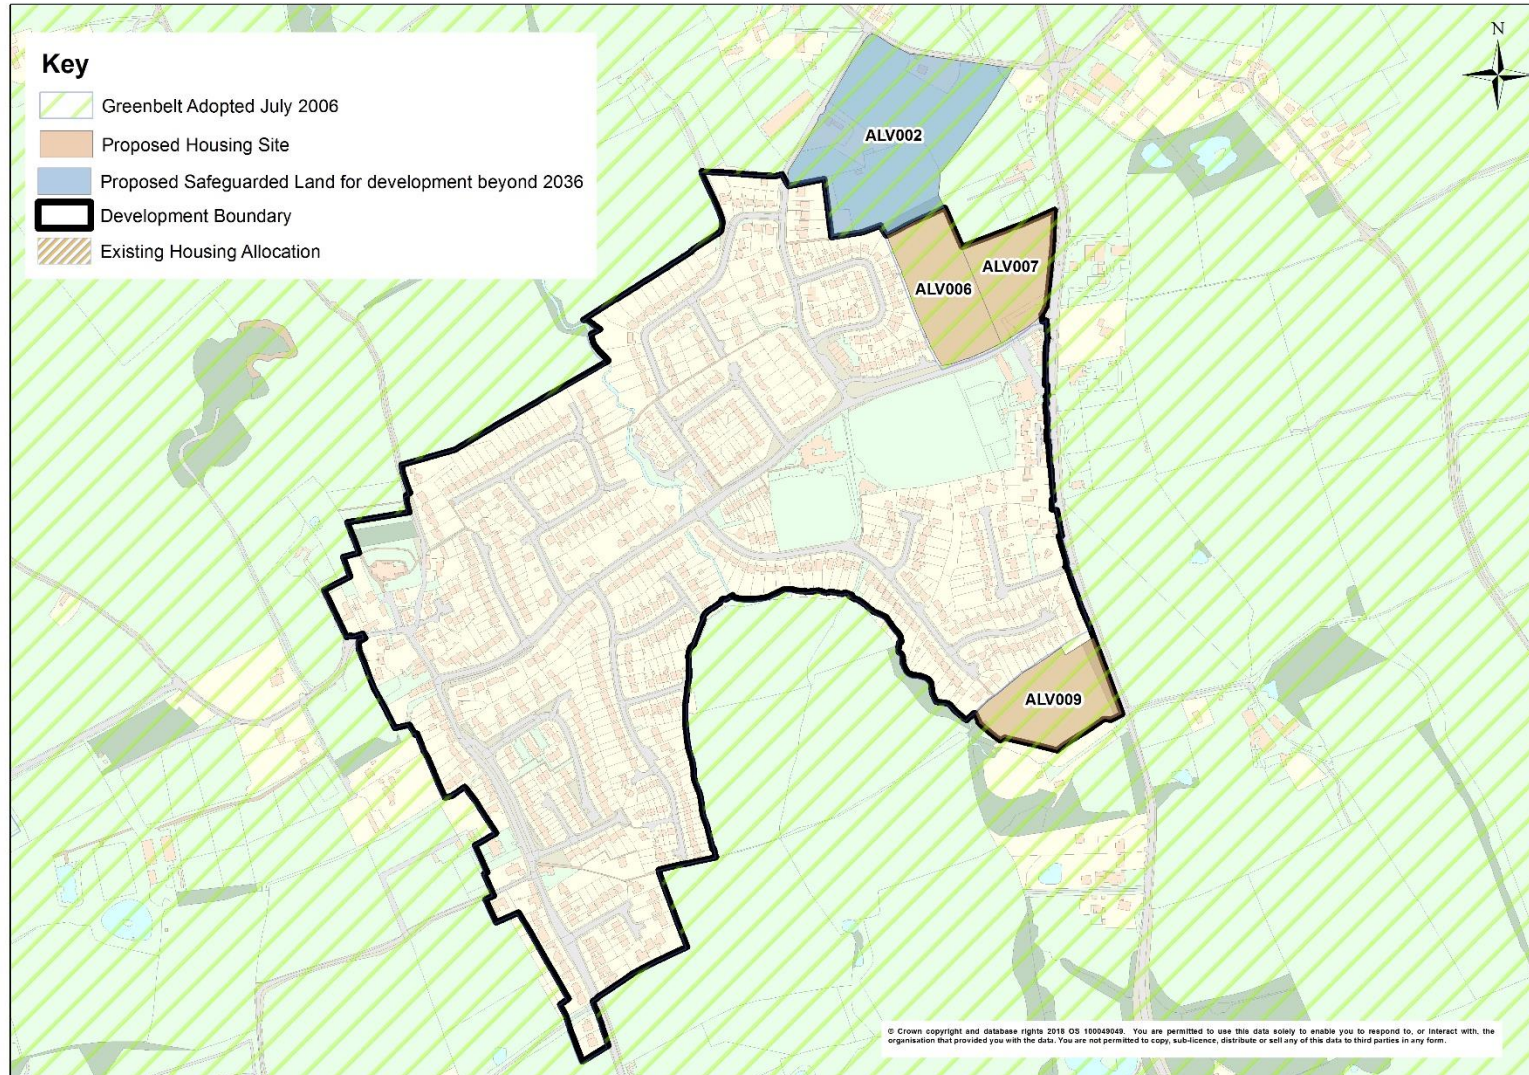 Key
Greenbelt Adopted July 2006
Proposed Housing Site
Proposed Safeguarded Land for development beyond 2036
Development Boundary
Existing Housing Allocation
N
ALV002
ALV007
ALV006
ALV009
© Crown copyright and database rights 2018 OS 100049049. You are permitted to use this data solely to enable you to respond to, or interact with, the
organisation that provided you with the data. You are not permitted to copy, sub-licence, distribute or sell any of this data to third parties in any form.